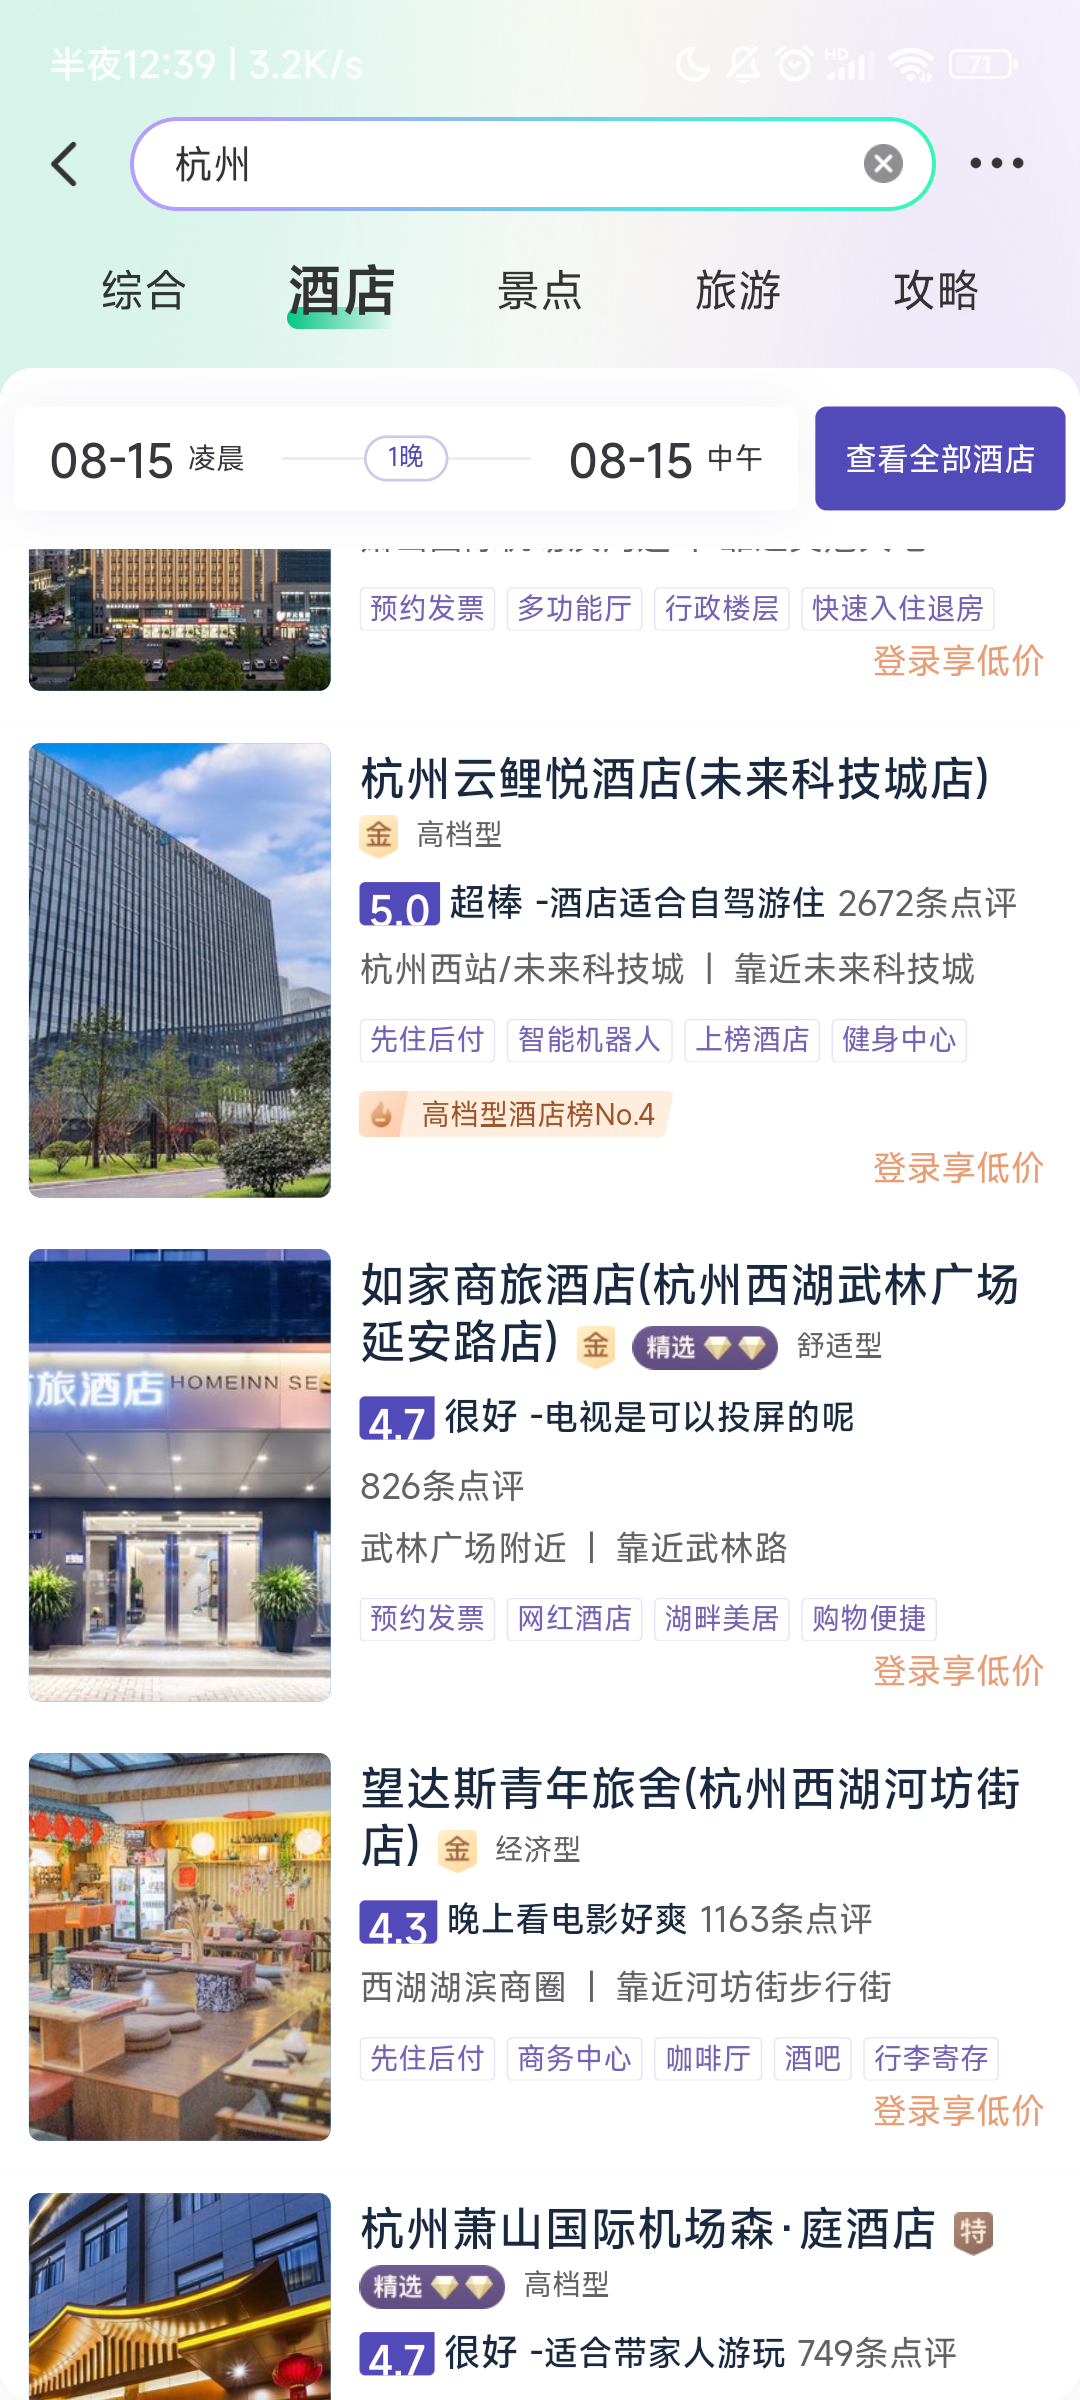 半夜12:39 | 3.2K/s
HD
71
杭州
综合 酒店 景点 旅游 攻略
08-15 凌晨 1晚 08-15 中午 查看全部酒店
预约发票 多功能厅 行政楼层 快速入住退房
登录享低价
杭州云鲤悦酒店(未来科技城店)
金 高档型
5.0 超棒 -酒店适合自驾游住 2672条点评
杭州西站/未来科技城 | 靠近未来科技城
先住后付 智能机器人 上榜酒店 健身中心
高档型酒店榜No.4
登录享低价
如家商旅酒店(杭州西湖武林广场
延安路店) 金 精选 舒适型
旅酒店 HOMEINN SE
4.7 很好 -电视是可以投屏的呢
826条点评
武林广场附近 | 靠近武林路
预约发票 网红酒店 湖畔美居 购物便捷
登录享低价
望达斯青年旅舍(杭州西湖河坊街
店) 金 经济型
4.3 晚上看电影好爽 1163条点评
西湖湖滨商圈 | 靠近河坊街步行街
先住后付 商务中心 咖啡厅 酒吧 行李寄存
登录享低价
杭州萧山国际机场森·庭酒店 特
精选 高档型
4.7 很好 -适合带家人游玩 749条点评